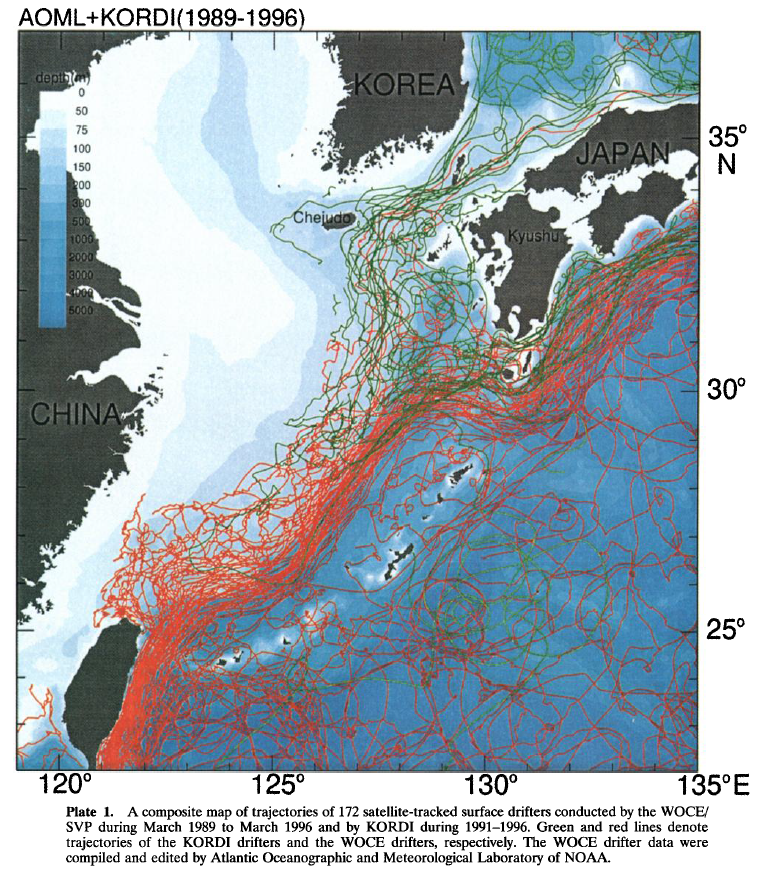 AOML+KORDI(1989-1996)
depth(m)
0
50
75
100
150
200
300
500
1000
2000
3000
4000
5000
KOREA
JAPAN
Chejudo
Kyushu
CHINA
35°
N
30°
25°
120°
125°
130°
135°E
Plate 1. A composite map of trajectories of 172 satellite-tracked surface drifters conducted by the WOCE/
SVP during March 1989 to March 1996 and by KORDI during 1991–1996. Green and red lines denote
trajectories of the KORDI drifters and the WOCE drifters, respectively. The WOCE drifter data were
compiled and edited by Atlantic Oceanographic and Meteorological Laboratory of NOAA.